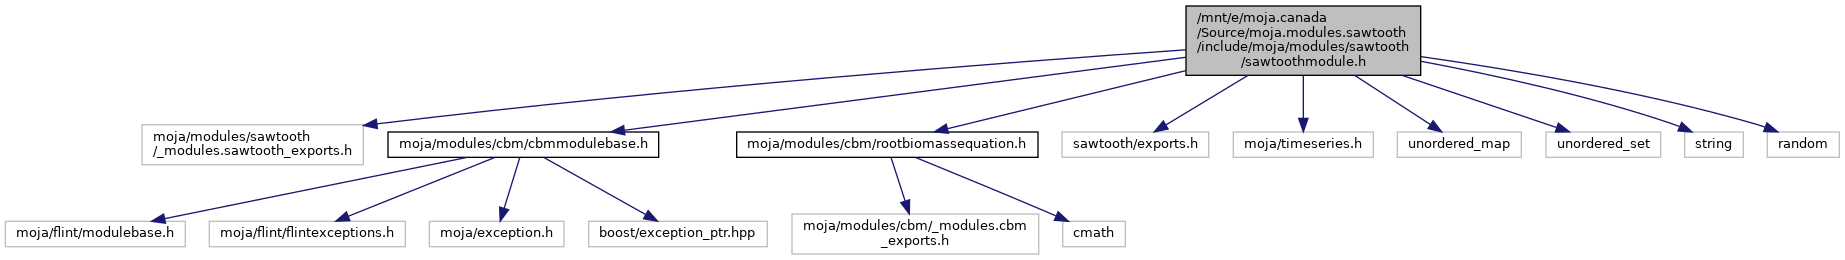 /mnt/e/moja.canada
/Source/moja.modules.sawtooth
/include/moja/modules/sawtooth
/sawtoothmodule.h
moja/modules/sawtooth
/_modules.sawtooth_exports.h
moja/modules/cbm/cbmmodulebase.h
moja/modules/cbm/rootbiomassequation.h
sawtooth/exports.h
moja/timeseries.h
unordered_map
unordered_set
string
random
moja/flint/modulebase.h
moja/flint/flintexceptions.h
moja/exception.h
boost/exception_ptr.hpp
moja/modules/cbm/_modules.cbm
_exports.h
cmath